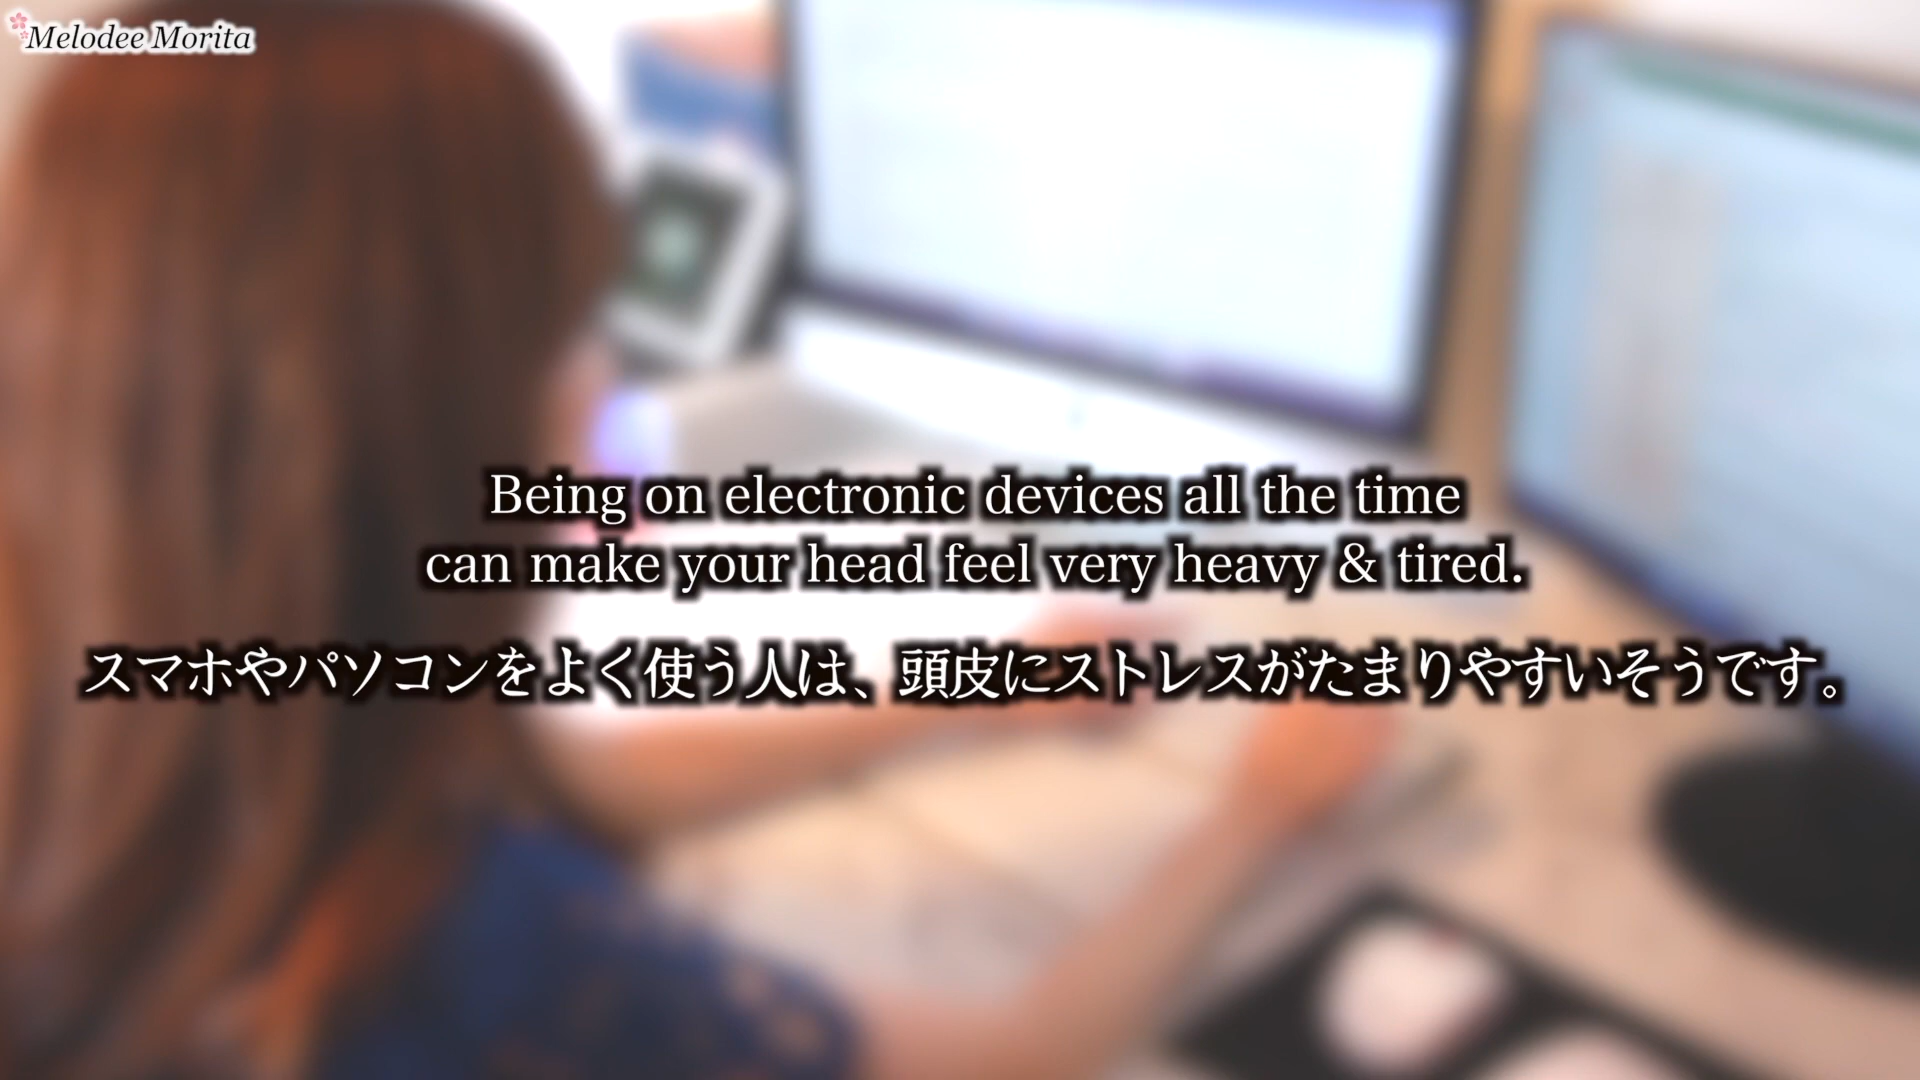 Melodee Morita
Being on electronic devices all the time
can make your head feel very heavy & tired.
スマホやパソコンをよく使う人は、頭皮にストレスがたまりやすいそうです。